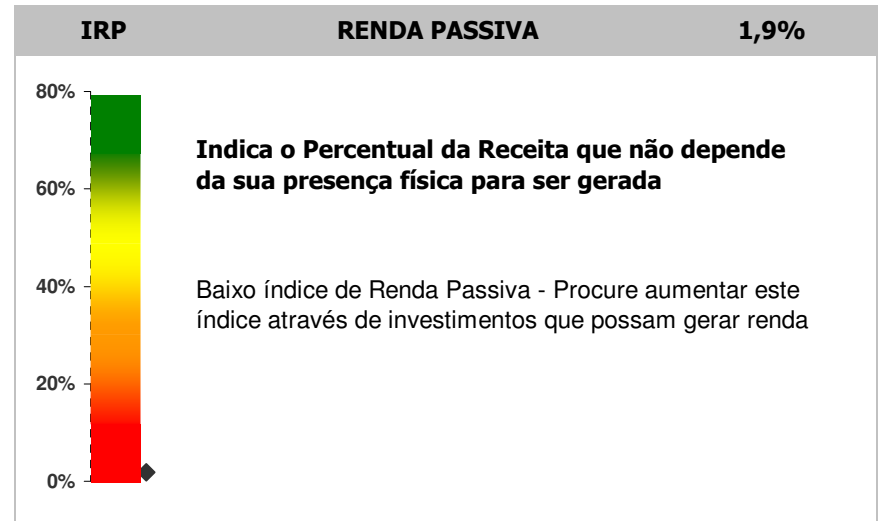 IRP RENDA PASSIVA 1,9%
80%
Indica o Percentual da Receita que não depende
da sua presença física para ser gerada
60%
40%
Baixo índice de Renda Passiva - Procure aumentar este
índice através de investimentos que possam gerar renda
20%
0%